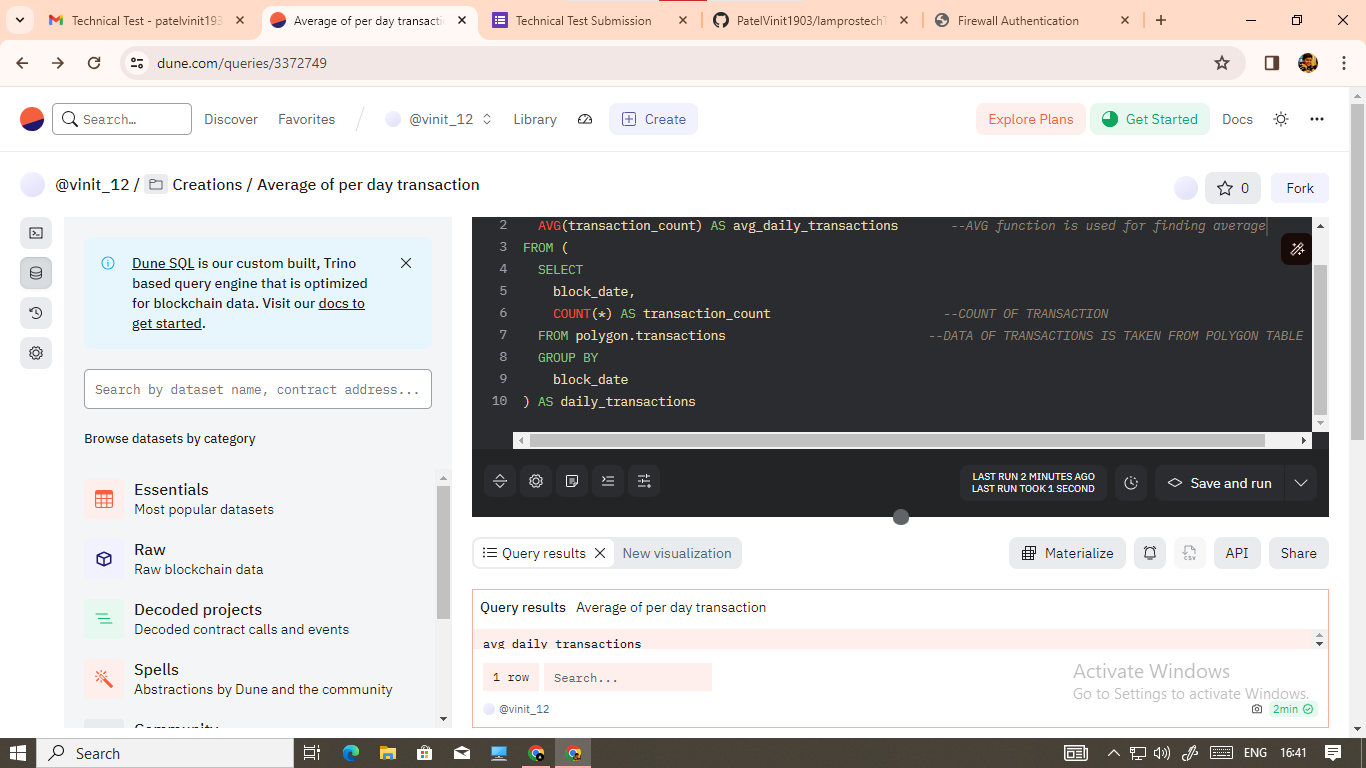 Technical Test - patelvinit193
Average of per day transactio
Technical Test Submission
PatelVinit1903/lamprostechT
Firewall Authentication
dune.com/queries/3372749
Search…
Discover
Favorites
@vinit_12
Library
Create
Explore Plans
Get Started
Docs
@vinit_12 /
Creations / Average of per day transaction
0
Fork
Dune SQL is our custom built, Trino
based query engine that is optimized
for blockchain data. Visit our docs to
get started.
Search by dataset name, contract address...
Browse datasets by category
Essentials
Most popular datasets
Raw
Raw blockchain data
Decoded projects
Decoded contract calls and events
Spells
Abstractions by Dune and the community
Community
2 AVG(transaction_count) AS avg_daily_transactions --AVG function is used for finding average
3 FROM (
4 SELECT
5 block_date,
6 COUNT(*) AS transaction_count --COUNT OF TRANSACTION
7 FROM polygon.transactions --DATA OF TRANSACTIONS IS TAKEN FROM POLYGON TABLE
8 GROUP BY
9 block_date
10 ) AS daily_transactions
LAST RUN 2 MINUTES AGO
LAST RUN TOOK 1 SECOND
Save and run
Query results
New visualization
Materialize
CSV
API
Share
Query results Average of per day transaction
avg_daily_transactions
1 row
Search...
@vinit_12
2min
Activate Windows
Go to Settings to activate Windows.
Search
ENG
16:41